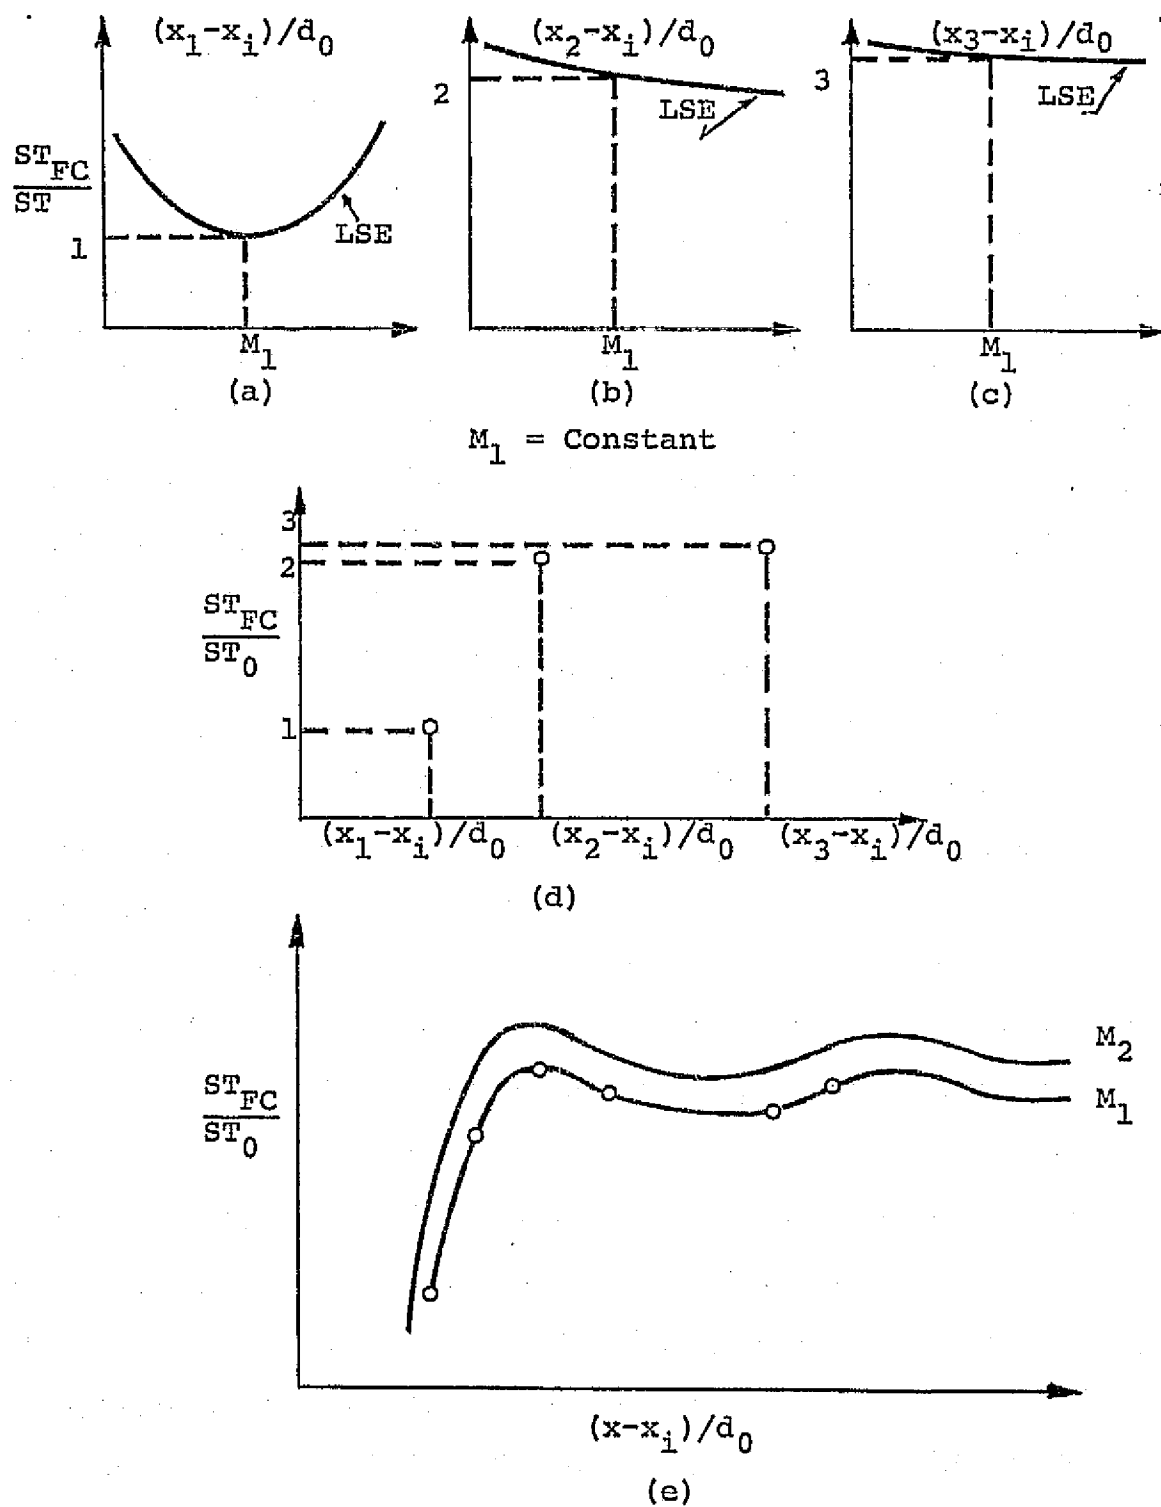 (x1-xi)/d0
STFC
ST
1
LSE
M1
(a)
(x2-xi)/d0
2
LSE
M1
(b)
(x3-xi)/d0
3
LSE
M1
(c)
M1 = Constant
3
2
STFC
ST0
1
(x1-xi)/d0 (x2-xi)/d0 (x3-xi)/d0
(d)
STFC
ST0
M2
M1
(x-xi)/d0
(e)